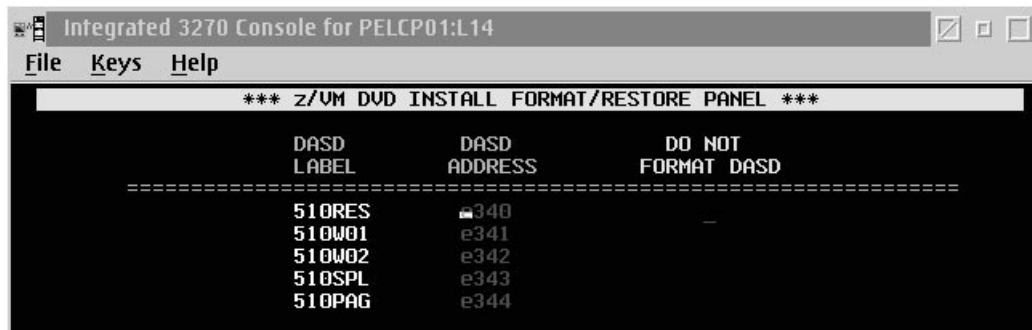 Integrated 3270 Console for PELCP01:L14
File Keys Help
*** z/VM DVD INSTALL FORMAT/RESTORE PANEL ***
DASD DASD DO NOT
LABEL ADDRESS FORMAT DASD
================================================================
510RES e340 _
510W01 e341
510W02 e342
510SPL e343
510PAG e344